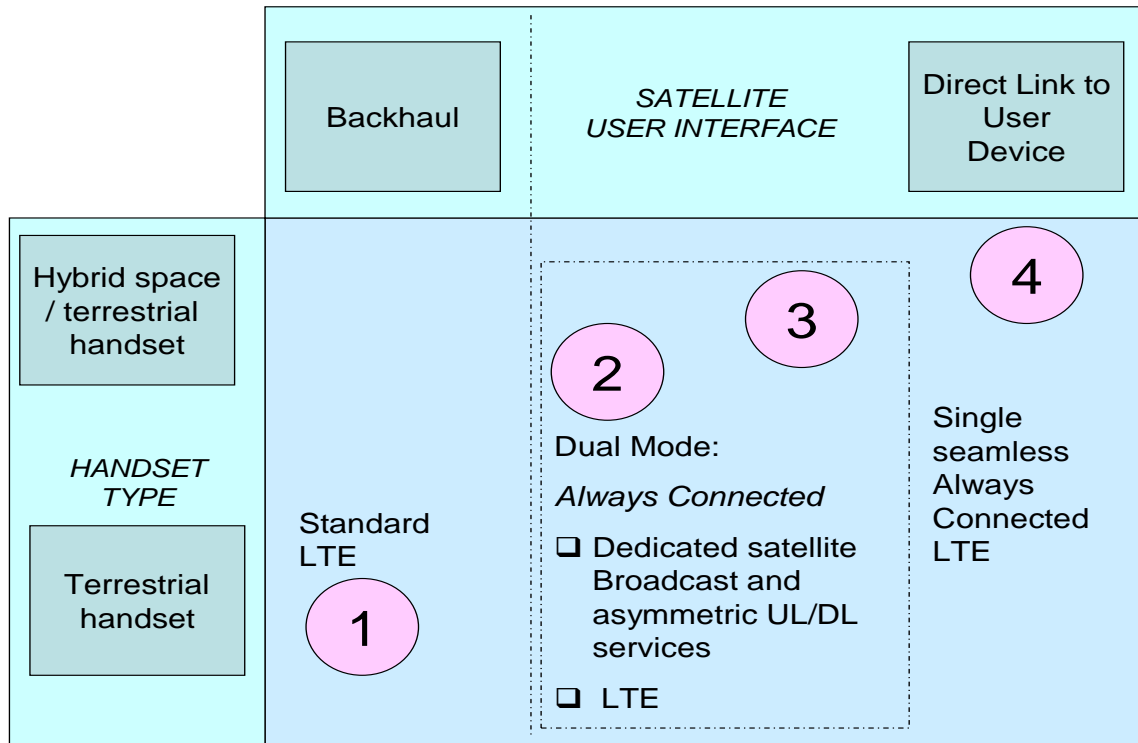 Backhaul
SATELLITE
USER INTERFACE
Direct Link to
User
Device
Hybrid space
/ terrestrial
handset
HANDSET
TYPE
Terrestrial
handset
Standard
LTE
1
2
3
Dual Mode:
Always Connected
❑ Dedicated satellite
Broadcast and
asymmetric UL/DL
services
❑ LTE
4
Single
seamless
Always
Connected
LTE